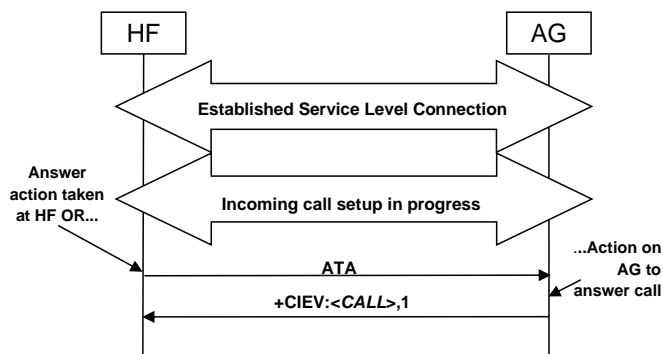 HF
AG
Established Service Level Connection
Incoming call setup in progress
Answer
action taken
at HF OR...
ATA
...Action on
AG to
answer call
+CIEV:<CALL>,1